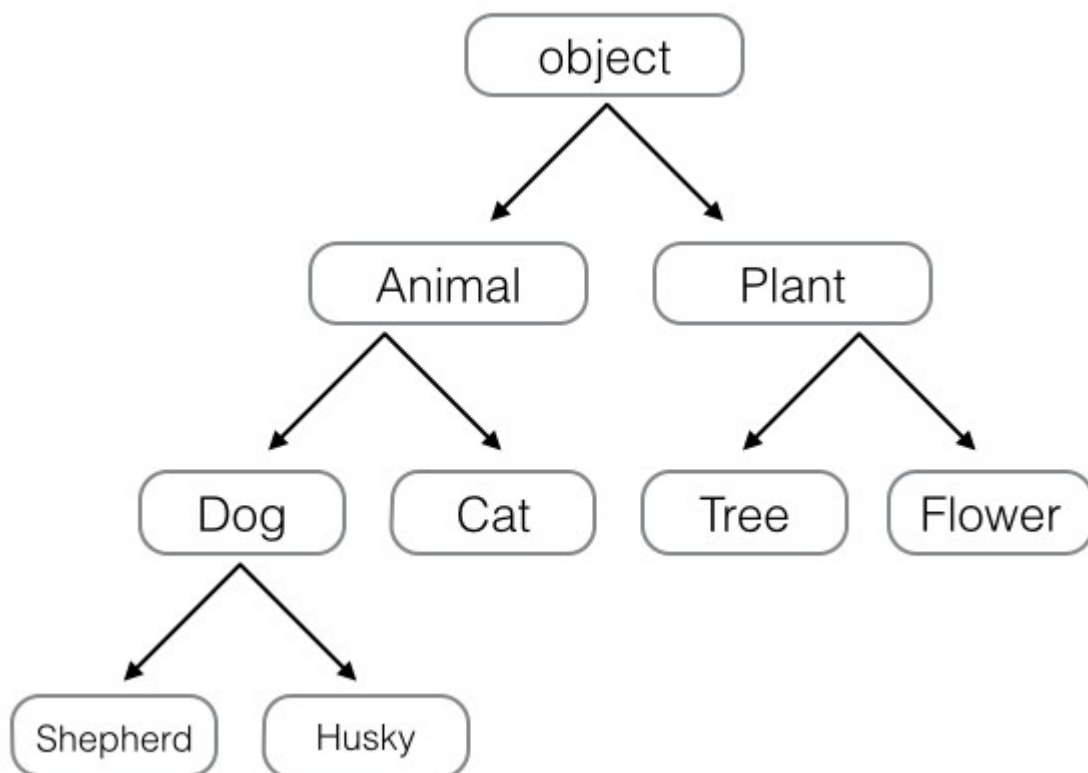 object
Animal
Plant
Dog
Cat
Tree
Flower
Shepherd
Husky